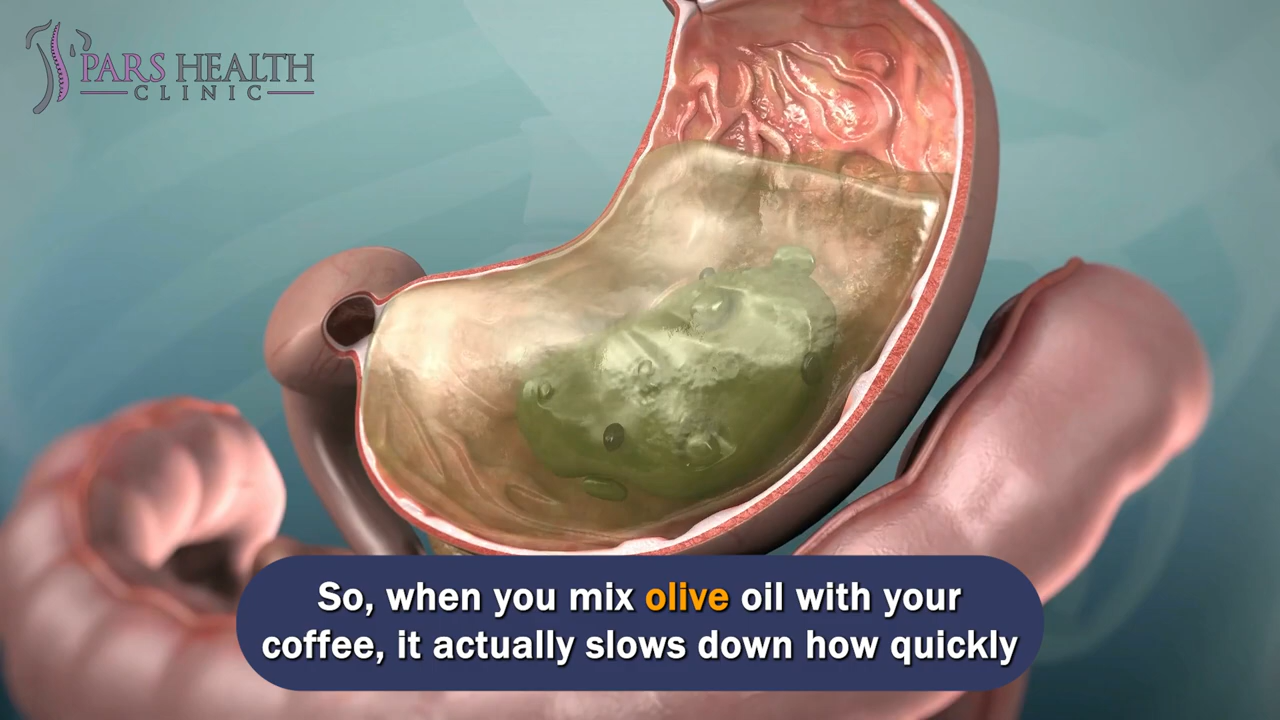 PARS HEALTH
CLINIC
So, when you mix olive oil with your
coffee, it actually slows down how quickly